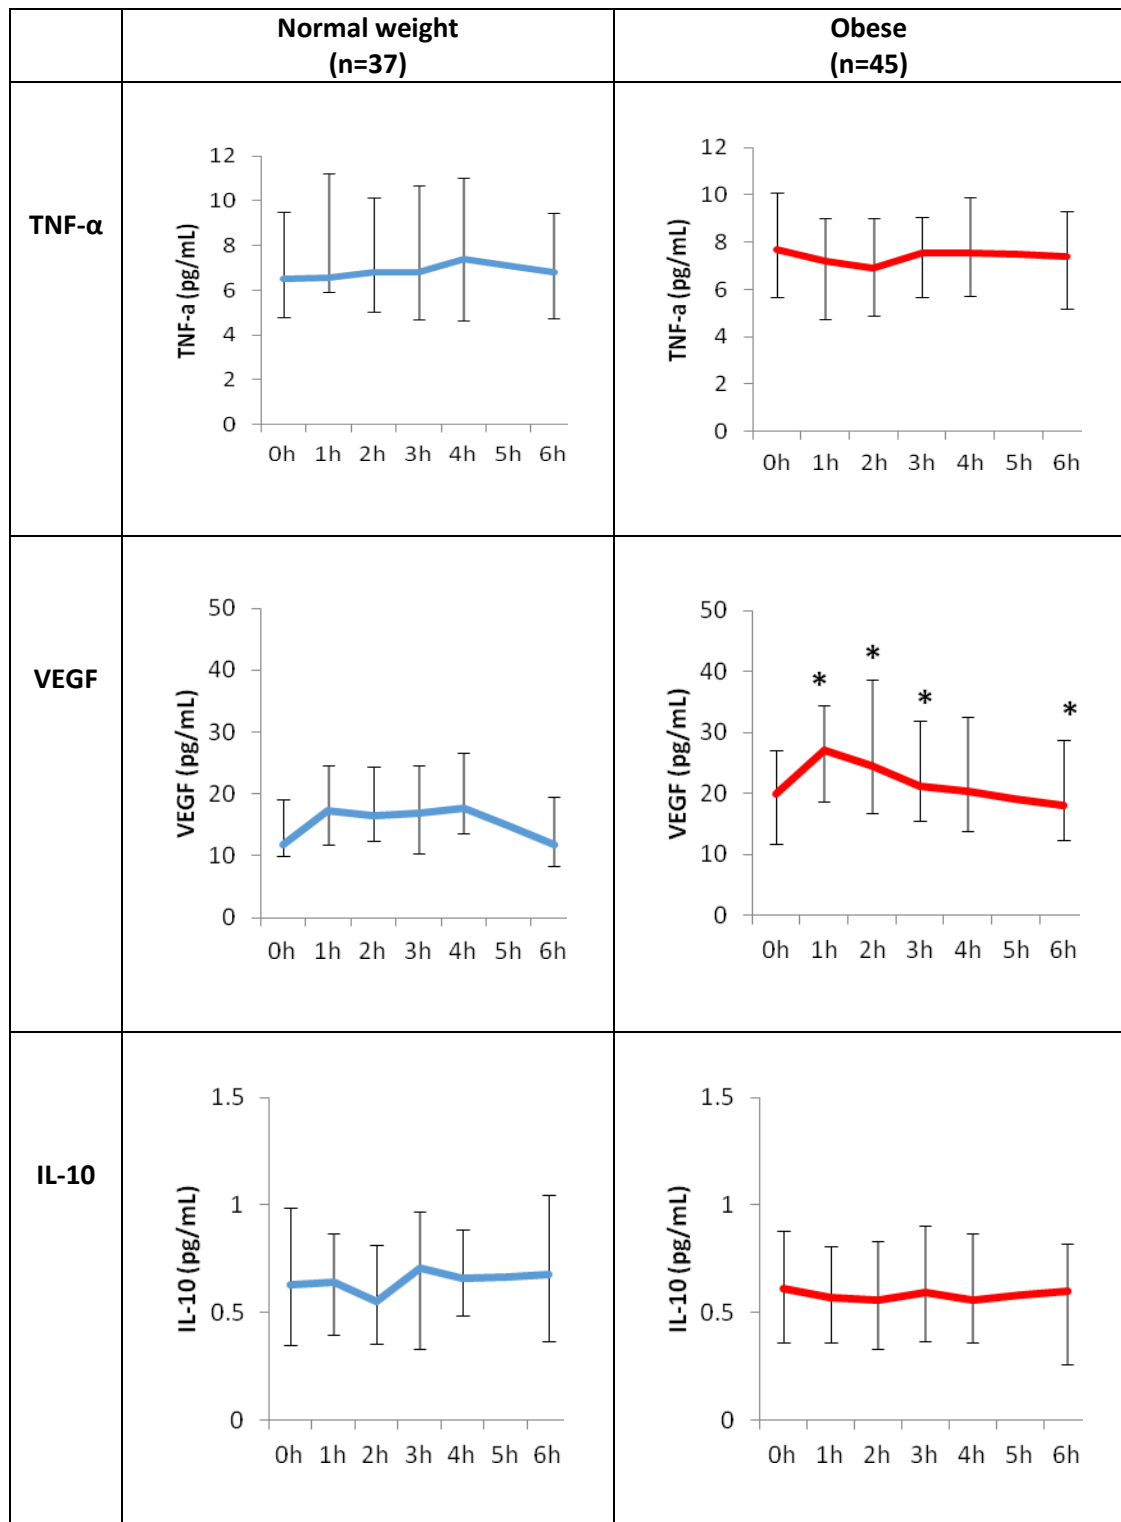 Normal weight
(n=37)
Obese
(n=45)
TNF-α
TNF-a (pg/mL)
12
10
8
6
4
2
0
0h 1h 2h 3h 4h 5h 6h
TNF-a (pg/mL)
12
10
8
6
4
2
0
0h 1h 2h 3h 4h 5h 6h
VEGF
VEGF (pg/mL)
50
40
30
20
10
0
0h 1h 2h 3h 4h 5h 6h
VEGF (pg/mL)
50
40
30
20
10
0
* * * *
0h 1h 2h 3h 4h 5h 6h
IL-10
IL-10 (pg/mL)
1.5
1
0.5
0
0h 1h 2h 3h 4h 5h 6h
IL-10 (pg/mL)
1.5
1
0.5
0
0h 1h 2h 3h 4h 5h 6h